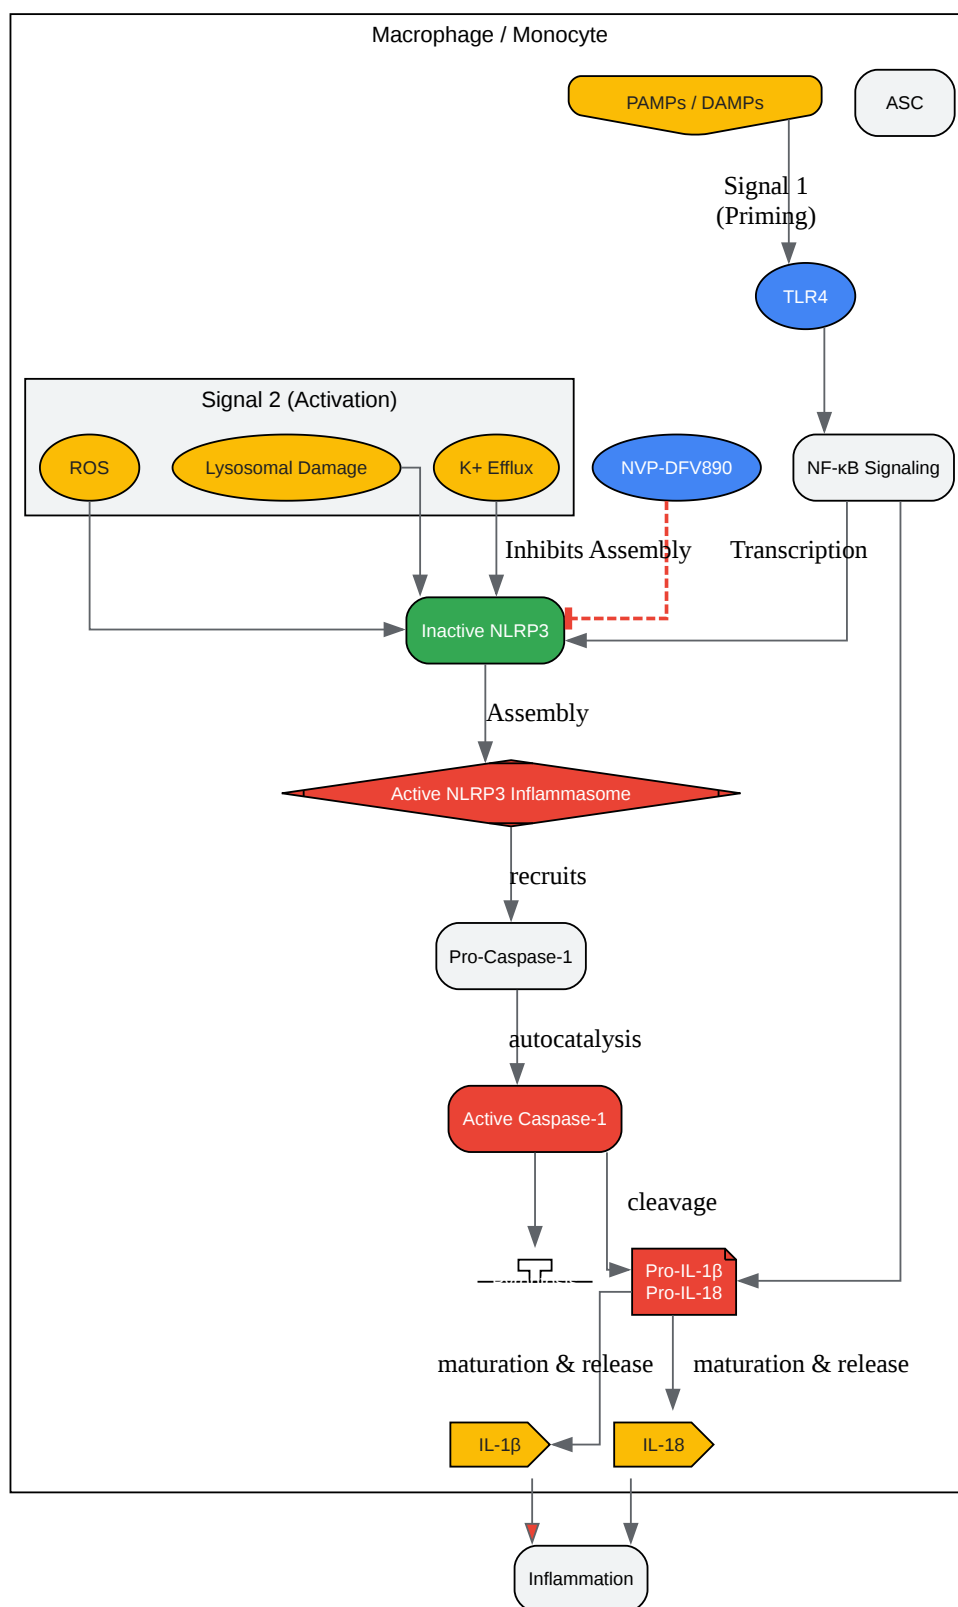 Macrophage / Monocyte
PAMPs / DAMPs
ASC
Signal 1
(Priming)
TLR4
Signal 2 (Activation)
ROS
Lysosomal Damage
K+ Efflux
NVP-DFV890
NF-κB Signaling
Inhibits Assembly
Transcription
Inactive NLRP3
Assembly
Active NLRP3 Inflammasome
recruits
Pro-Caspase-1
autocatalysis
Active Caspase-1
cleavage
Pro-IL-1β
Pro-IL-18
maturation & release
maturation & release
IL-1β
IL-18
Inflammation